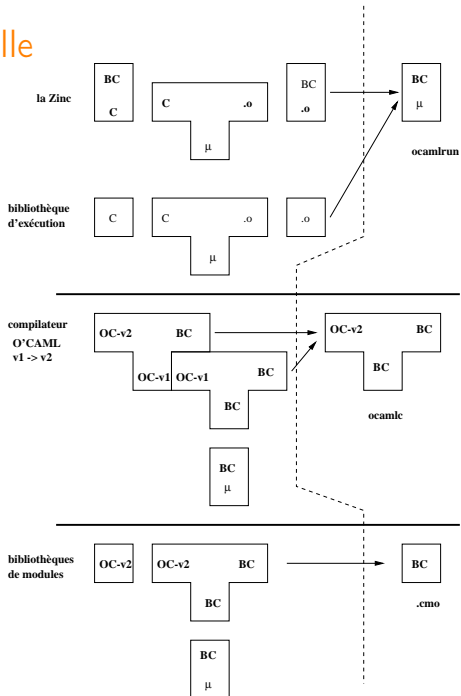 elle
BC
C
la Zinc
C .o
µ
BC
.o
BC
µ
ocamlrun
bibliothèque
d'exécution
C
C .o
µ
.o
compilateur
O'CAML
v1 -> v2
OC-v2 BC
OC-v1
OC-v1 BC
BC
BC
µ
OC-v2 BC
BC
ocamlc
bibliothèques
de modules
OC-v2
OC-v2 BC
BC
BC
µ
BC
.cmo